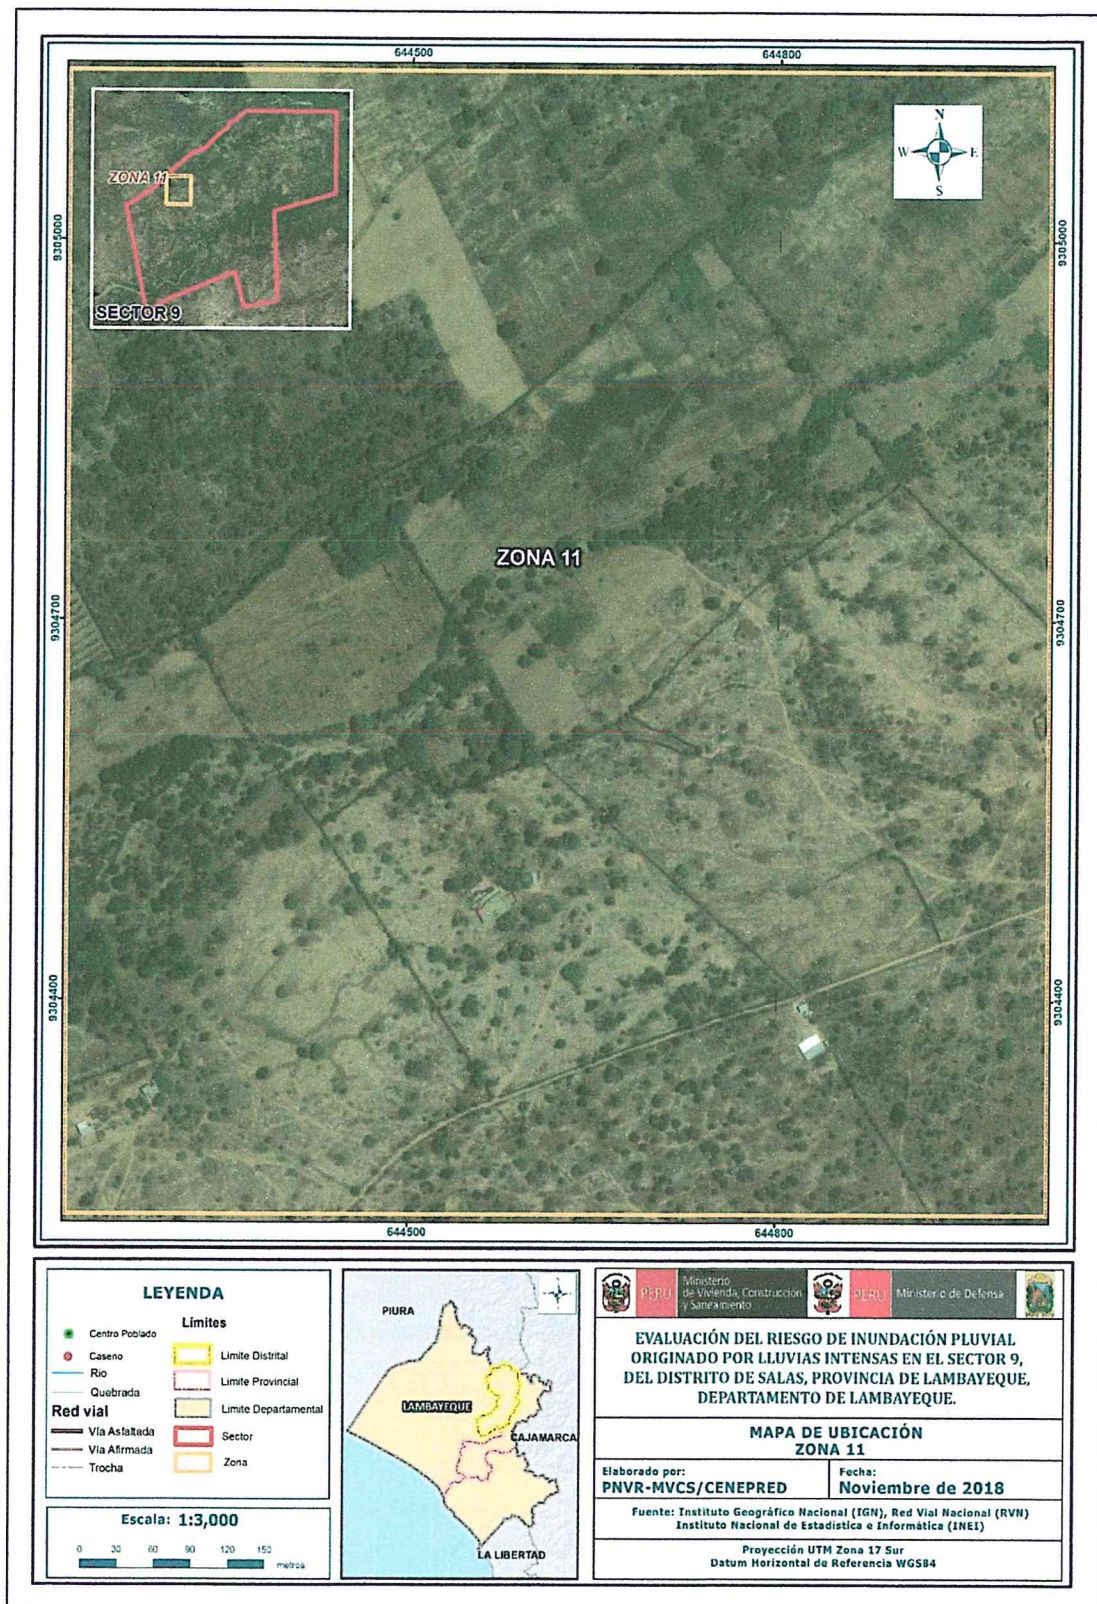 644500
644800
N
W
E
S
ZONA 11
SECTOR 9
9305000
9305000
ZONA 11
9304700
9304700
9304400
9304400
644500
644800
LEYENDA
Centro Poblado
Caserio
Rio
Quebrada
Red vial
Vía Asfaltada
Vía Afirmada
Trocha
Límites
Limite Distrital
Limite Provincial
Limite Departamental
Sector
Zona
Escala: 1:3,000
0 30 60 90 120 150
metros
PIURA
LAMBAYEQUE
CAJAMARCA
LA LIBERTAD
PERÚ
Ministerio
de Vivienda, Construcción
y Saneamiento
PERÚ
Ministerio de Defensa
EVALUACIÓN DEL RIESGO DE INUNDACIÓN PLUVIAL
ORIGINADO POR LLUVIAS INTENSAS EN EL SECTOR 9,
DEL DISTRITO DE SALAS, PROVINCIA DE LAMBAYEQUE,
DEPARTAMENTO DE LAMBAYEQUE.
MAPA DE UBICACIÓN
ZONA 11
Elaborado por:
PNVR-MVCS/CENEPRED
Fecha:
Noviembre de 2018
Fuente: Instituto Geográfico Nacional (IGN), Red Vial Nacional (RVN)
Instituto Nacional de Estadística e Informática (INEI)
Proyección UTM Zona 17 Sur
Datum Horizontal de Referencia WGS84